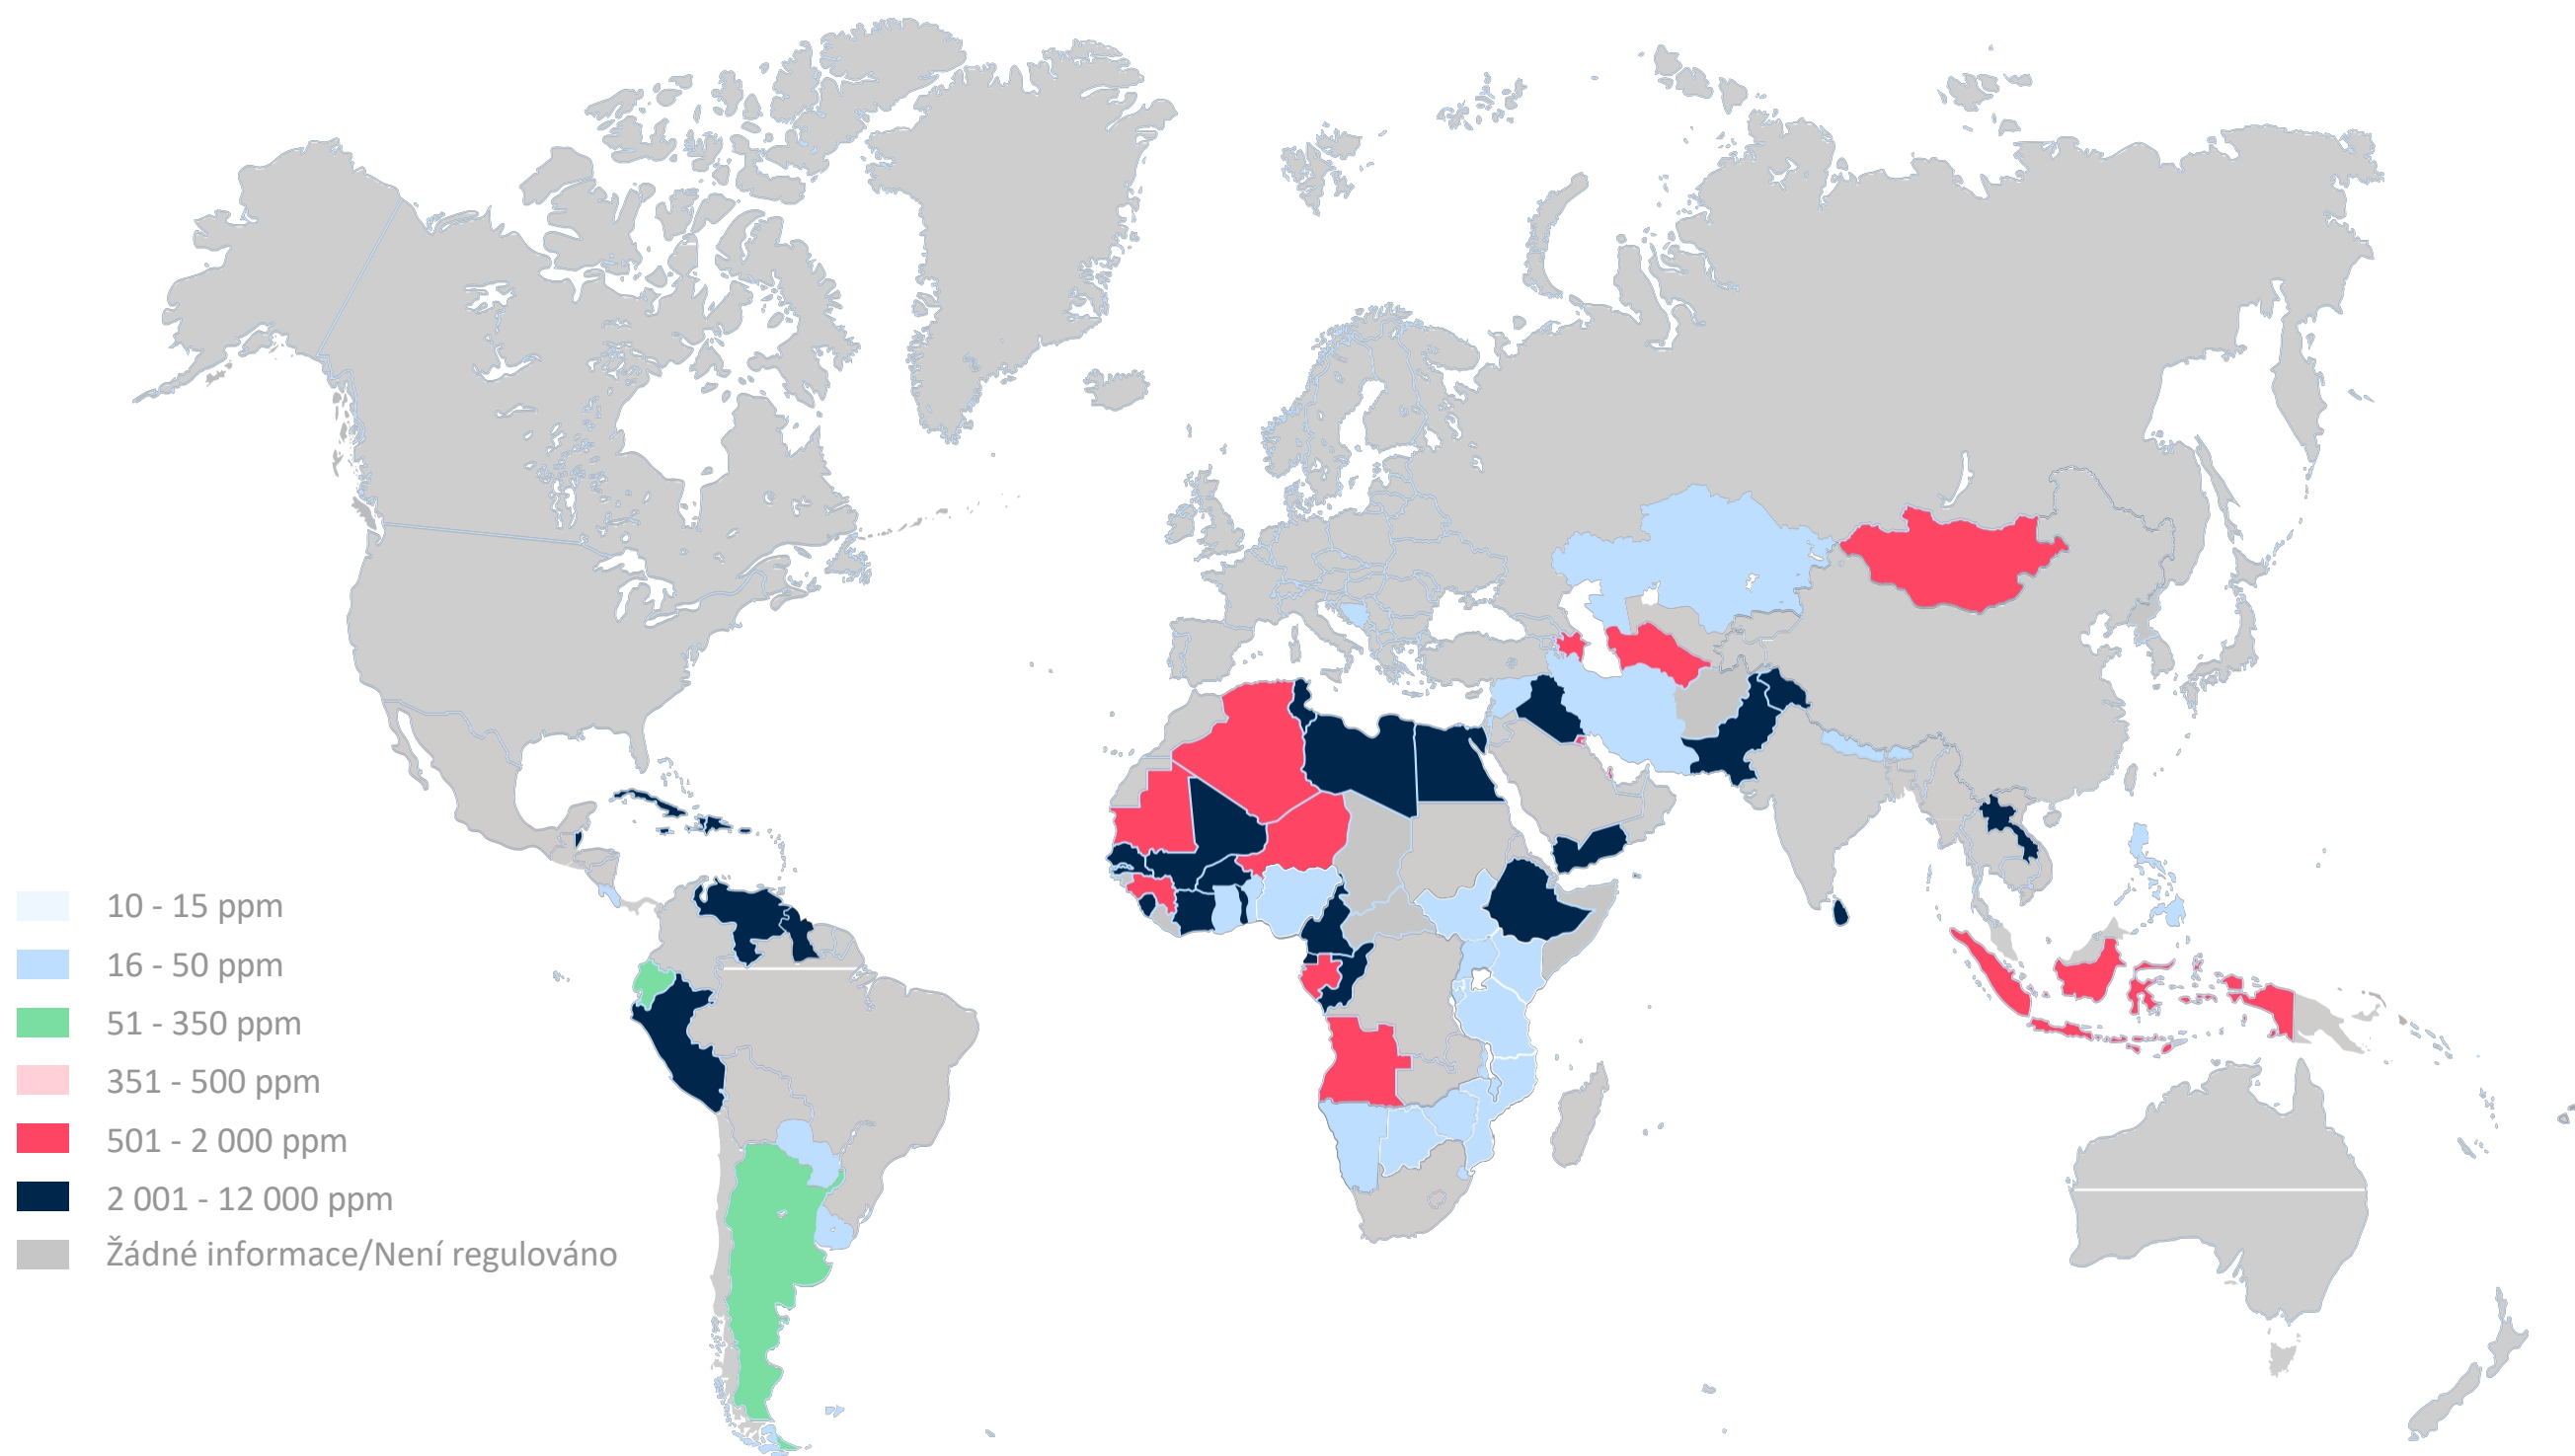 10 - 15 ppm
16 - 50 ppm
51 - 350 ppm
351 - 500 ppm
501 - 2 000 ppm
2 001 - 12 000 ppm
Žádné informace/Není regulováno